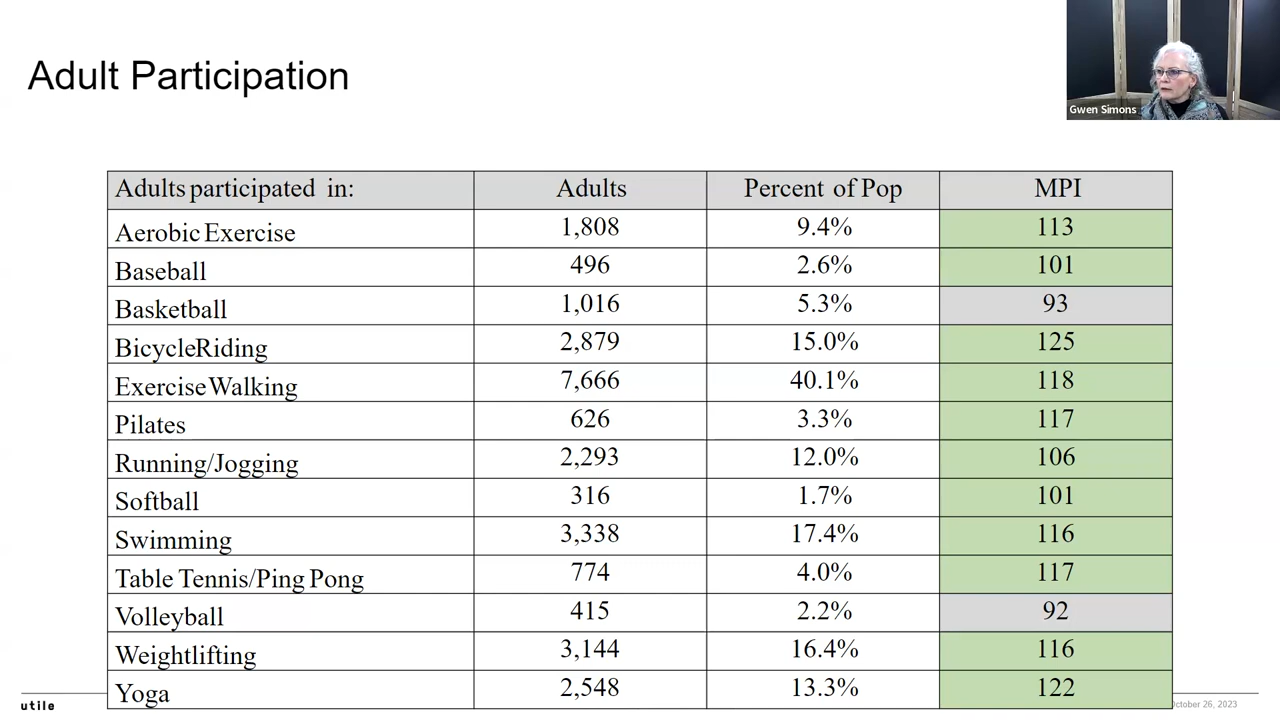 Adult Participation
Gwen Simons
Adults participated in: Adults Percent of Pop MPI
Aerobic Exercise 1,808 9.4% 113
Baseball 496 2.6% 101
Basketball 1,016 5.3% 93
BicycleRiding 2,879 15.0% 125
ExerciseWalking 7,666 40.1% 118
Pilates 626 3.3% 117
Running/Jogging 2,293 12.0% 106
Softball 316 1.7% 101
Swimming 3,338 17.4% 116
Table Tennis/Ping Pong 774 4.0% 117
Volleyball 415 2.2% 92
Weightlifting 3,144 16.4% 116
Yoga 2,548 13.3% 122
utile October 26, 2023